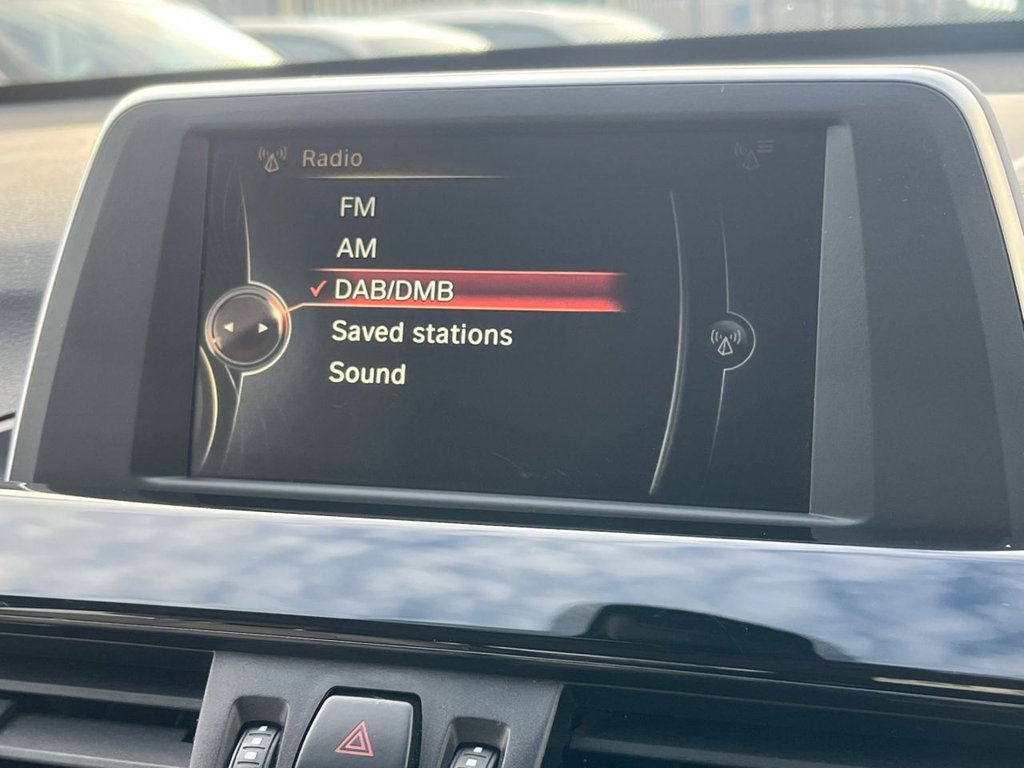 Radio
FM
AM
DAB/DMB
Saved stations
Sound